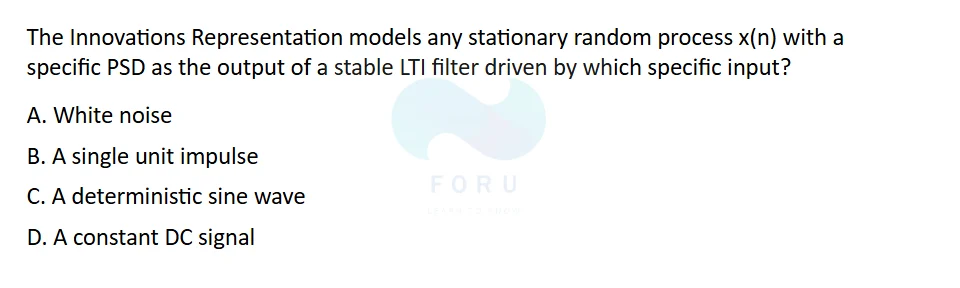 The Innovations Representation models any stationary random process x(n) with a
specific PSD as the output of a stable LTI filter driven by which specific input?
A. White noise
B. A single unit impulse
FORU
C. A deterministic sine wave
D. A constant DC signal